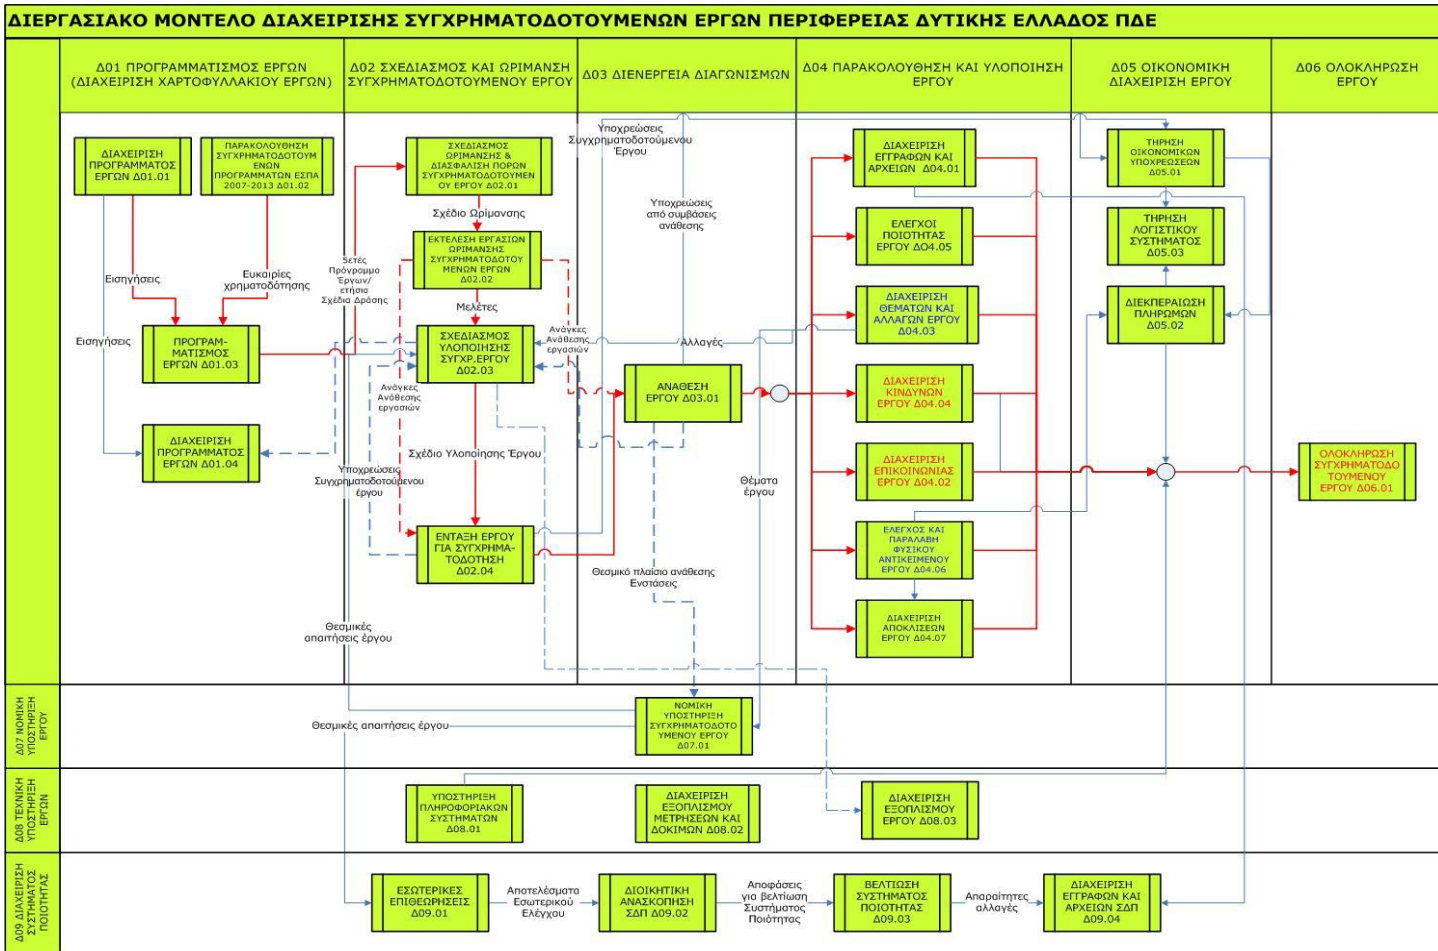 ΔΙΕΡΓΑΣΙΑΚΟ ΜΟΝΤΕΛΟ ΔΙΑΧΕΙΡΙΣΗΣ ΣΥΓΧΡΗΜΑΤΟΔΟΤΟΥΜΕΝΩΝ ΕΡΓΩΝ ΠΕΡΙΦΕΡΕΙΑΣ ΔΥΤΙΚΗΣ ΕΛΛΑΔΟΣ ΠΔΕ
Δ01 ΠΡΟΓΡΑΜΜΑΤΙΣΜΟΣ ΕΡΓΩΝ
(ΔΙΑΧΕΙΡΙΣΗ ΧΑΡΤΟΦΥΛΛΑΚΙΟΥ ΕΡΓΩΝ)
Δ02 ΣΧΕΔΙΑΣΜΟΣ ΚΑΙ ΩΡΙΜΑΝΣΗ
ΣΥΓΧΡΗΜΑΤΟΔΟΤΟΥΜΕΝΟΥ ΕΡΓΟΥ
Δ03 ΔΙΕΝΕΡΓΕΙΑ ΔΙΑΓΩΝΙΣΜΩΝ
Δ04 ΠΑΡΑΚΟΛΟΥΘΗΣΗ ΚΑΙ ΥΛΟΠΟΙΗΣΗ
ΕΡΓΟΥ
Δ05 ΟΙΚΟΝΟΜΙΚΗ
ΔΙΑΧΕΙΡΙΣΗ ΕΡΓΟΥ
Δ06 ΟΛΟΚΛΗΡΩΣΗ
ΕΡΓΟΥ
ΔΙΑΧΕΙΡΙΣΗ
ΠΡΟΓΡΑΜΜΑΤΟΣ
ΕΡΓΩΝ Δ01.01
ΠΑΡΑΚΟΛΟΥΘΗΣΗ
ΣΥΓΧΡΗΜΑΤΟΔΟΤΟΥΜ
ΕΝΩΝ
ΠΡΟΓΡΑΜΜΑΤΩΝ ΕΣΠΑ
2007-2013 Δ01.02
Εισηγήσεις
Ευκαιρίες
χρηματοδότησης
Εισηγήσεις
ΠΡΟΓΡΑΜ-
ΜΑΤΙΣΜΟΣ
ΕΡΓΩΝ Δ01.03
ΔΙΑΧΕΙΡΙΣΗ
ΠΡΟΓΡΑΜΜΑΤΟΣ
ΕΡΓΩΝ Δ01.04
ΣΧΕΔΙΑΣΜΟΣ
ΩΡΙΜΑΝΣΗΣ &
ΔΙΑΣΦΑΛΙΣΗ ΠΟΡΩΝ
ΣΥΓΧΡΗΜΑΤΟΔΟΤΟΥΜΕΝ
ΟΥ ΕΡΓΟΥ Δ02.01
Σχέδιο Ωρίμανσης
ΕΚΤΕΛΕΣΗ ΕΡΓΑΣΙΩΝ
ΩΡΙΜΑΝΣΗΣ
ΣΥΓΧΡΗΜΑΤΟΔΟΤΟΥ
ΜΕΝΩΝ ΕΡΓΩΝ
Δ02.02
5ετές
Πρόγραμμα
Έργων/
ετήσια
Σχέδια Δράσης
Μελέτες
ΣΧΕΔΙΑΣΜΟΣ
ΥΛΟΠΟΙΗΣΗΣ
ΣΥΓΧΡ.ΕΡΓΟΥ
Δ02.03
Ανάγκες
Ανάθεσης
εργασιών
Ανάγκες
Ανάθεσης
εργασιών
Σχέδιο Υλοποίησης Έργου
Υποχρεώσεις
Συγχρηματοδοτούμενου
έργου
ΕΝΤΑΞΗ ΕΡΓΟΥ
ΓΙΑ ΣΥΓΧΡΗΜΑ-
ΤΟΔΟΤΗΣΗ
Δ02.04
Θεσμικές
απαιτήσεις έργου
Υποχρεώσεις
Συγχρηματοδοτούμενου
Έργου
Υποχρεώσεις
από συμβάσεις
ανάθεσης
Αλλαγές
ΑΝΑΘΕΣΗ
ΕΡΓΟΥ Δ03.01
Θέματα
έργου
Θεσμικό πλαίσιο ανάθεσης
Ενστάσεις
ΔΙΑΧΕΙΡΙΣΗ
ΕΓΓΡΑΦΩΝ ΚΑΙ
ΑΡΧΕΙΩΝ Δ04.01
ΕΛΕΓΧΟΙ
ΠΟΙΟΤΗΤΑΣ
ΕΡΓΟΥ ΔΟ4.05
ΔΙΑΧΕΙΡΙΣΗ
ΘΕΜΑΤΩΝ ΚΑΙ
ΑΛΛΑΓΩΝ ΕΡΓΟΥ
Δ04.03
ΔΙΑΧΕΙΡΙΣΗ
ΚΙΝΔΥΝΩΝ
ΕΡΓΟΥ Δ04.04
ΔΙΑΧΕΙΡΙΣΗ
ΕΠΙΚΟΙΝΩΝΙΑΣ
ΕΡΓΟΥ Δ04.02
ΕΛΕΓΧΟΣ ΚΑΙ
ΠΑΡΑΛΑΒΗ
ΦΥΣΙΚΟΥ
ΑΝΤΙΚΕΙΜΕΝΟΥ
ΕΡΓΟΥ Δ04.06
ΔΙΑΧΕΙΡΙΣΗ
ΑΠΟΚΛΙΣΕΩΝ
ΕΡΓΟΥ Δ04.07
ΤΗΡΗΣΗ
ΟΙΚΟΝΟΜΙΚΩΝ
ΥΠΟΧΡΕΩΣΕΩΝ
Δ05.01
ΤΗΡΗΣΗ
ΛΟΓΙΣΤΙΚΟΥ
ΣΥΣΤΗΜΑΤΟΣ
Δ05.03
ΔΙΕΚΠΕΡΑΙΩΣΗ
ΠΛΗΡΩΜΩΝ
Δ05.02
ΟΛΟΚΛΗΡΩΣΗ
ΣΥΓΧΡΗΜΑΤΟΔΟ
ΤΟΥΜΕΝΟΥ
ΕΡΓΟΥ Δ06.01
Δ07 ΝΟΜΙΚΗ
ΥΠΟΣΤΗΡΙΞΗ
ΕΡΓΟΥ
Θεσμικές απαιτήσεις έργου
ΝΟΜΙΚΗ
ΥΠΟΣΤΗΡΙΞΗ
ΣΥΓΧΡΗΜΑΤΟΔΟΤΟ
ΥΜΕΝΟΥ ΕΡΓΟΥ
Δ07.01
Δ08 ΤΕΧΝΙΚΗ
ΥΠΟΣΤΗΡΙΞΗ
ΕΡΓΩΝ
ΥΠΟΣΤΗΡΙΞΗ
ΠΛΗΡΟΦΟΡΙΑΚΩΝ
ΣΥΣΤΗΜΑΤΩΝ
Δ08.01
ΔΙΑΧΕΙΡΙΣΗ
ΕΞΟΠΛΙΣΜΟΥ
ΜΕΤΡΗΣΕΩΝ ΚΑΙ
ΔΟΚΙΜΩΝ Δ08.02
ΔΙΑΧΕΙΡΙΣΗ
ΕΞΟΠΛΙΣΜΟΥ
ΕΡΓΟΥ Δ08.03
Δ09 ΔΙΑΧΕΙΡΙΣΗ
ΣΥΣΤΗΜΑΤΟΣ
ΠΟΙΟΤΗΤΑΣ
ΕΣΩΤΕΡΙΚΕΣ
ΕΠΙΘΕΩΡΗΣΕΙΣ
Δ09.01
Αποτελέσματα
Εσωτερικού
Ελέγχου
ΔΙΟΙΚΗΤΙΚΗ
ΑΝΑΣΚΟΠΗΣΗ
ΣΔΠ Δ09.02
Αποφάσεις
για βελτίωση
Συστήματος
Ποιότητας
ΒΕΛΤΙΩΣΗ
ΣΥΣΤΗΜΑΤΟΣ
ΠΟΙΟΤΗΤΑΣ
Δ09.03
Απαραίτητες
αλλαγές
ΔΙΑΧΕΙΡΙΣΗ
ΕΓΓΡΑΦΩΝ ΚΑΙ
ΑΡΧΕΙΩΝ ΣΔΠ
Δ09.04